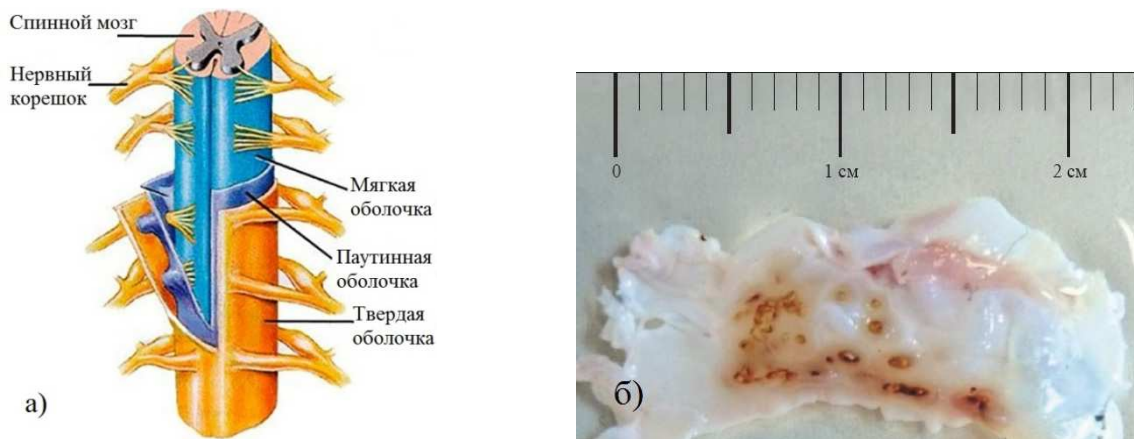 Спинной мозг
Нервный
корешок
Мягкая
оболочка
Паутинная
оболочка
Твердая
оболочка
а)
0
1 см
2 см
б)